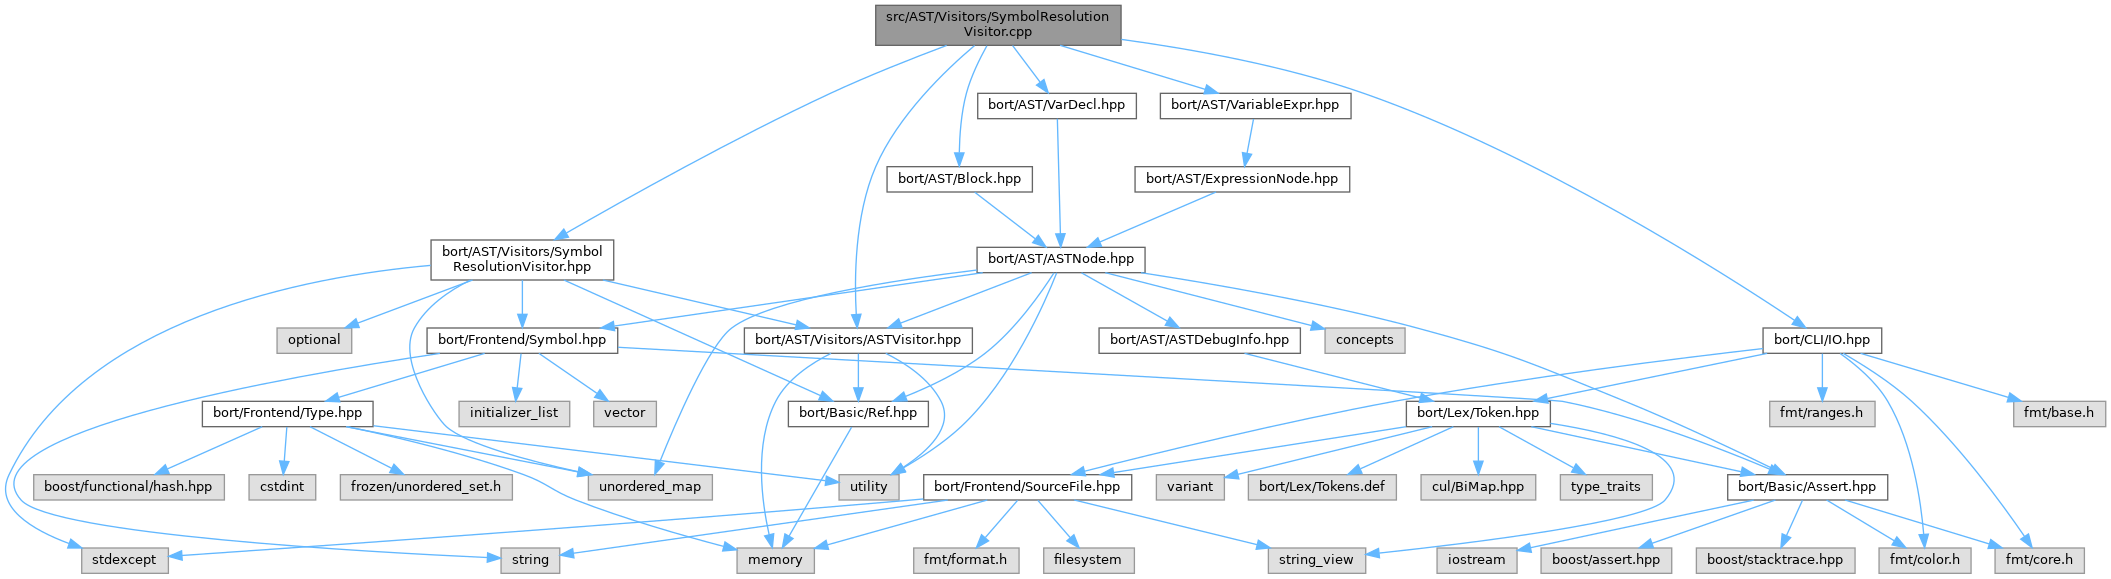 src/AST/Visitors/SymbolResolution
Visitor.cpp
bort/AST/VarDecl.hpp
bort/AST/VariableExpr.hpp
bort/AST/Block.hpp
bort/AST/ExpressionNode.hpp
bort/AST/Visitors/Symbol
ResolutionVisitor.hpp
bort/AST/ASTNode.hpp
optional
bort/Frontend/Symbol.hpp
bort/AST/Visitors/ASTVisitor.hpp
bort/AST/ASTDebugInfo.hpp
concepts
bort/CLI/IO.hpp
bort/Frontend/Type.hpp
initializer_list
vector
bort/Basic/Ref.hpp
bort/Lex/Token.hpp
fmt/ranges.h
fmt/base.h
boost/functional/hash.hpp
cstdint
frozen/unordered_set.h
unordered_map
utility
bort/Frontend/SourceFile.hpp
variant
bort/Lex/Tokens.def
cul/BiMap.hpp
type_traits
bort/Basic/Assert.hpp
stdexcept
string
memory
fmt/format.h
filesystem
string_view
iostream
boost/assert.hpp
boost/stacktrace.hpp
fmt/color.h
fmt/core.h